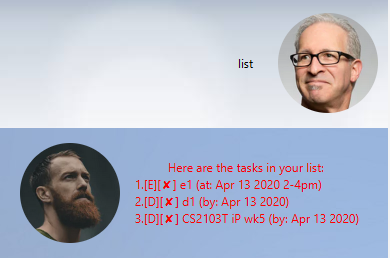 list
Here are the tasks in your list:
1.[E][✘] e1 (at: Apr 13 2020 2-4pm)
2.[D][✘] d1 (by: Apr 13 2020)
3.[D][✘] CS2103T iP wk5 (by: Apr 13 2020)